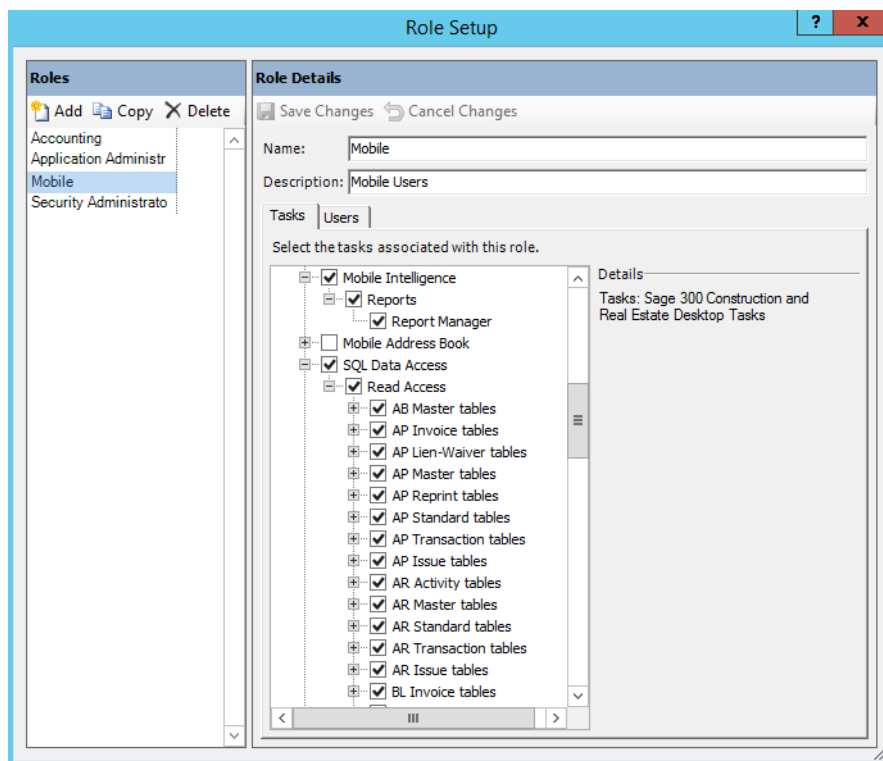 Role Setup
?
x
Roles
Add Copy Delete
Accounting
Application Administr
Mobile
Security Administrato
Role Details
Save Changes Cancel Changes
Name: Mobile
Description: Mobile Users
Tasks Users
Select the tasks associated with this role.
Mobile Intelligence
Reports
Report Manager
Mobile Address Book
SQL Data Access
Read Access
AB Master tables
AP Invoice tables
AP Lien-Waiver tables
AP Master tables
AP Reprint tables
AP Standard tables
AP Transaction tables
AP Issue tables
AR Activity tables
AR Master tables
AR Standard tables
AR Transaction tables
AR Issue tables
BL Invoice tables
Details
Tasks: Sage 300 Construction and
Real Estate Desktop Tasks